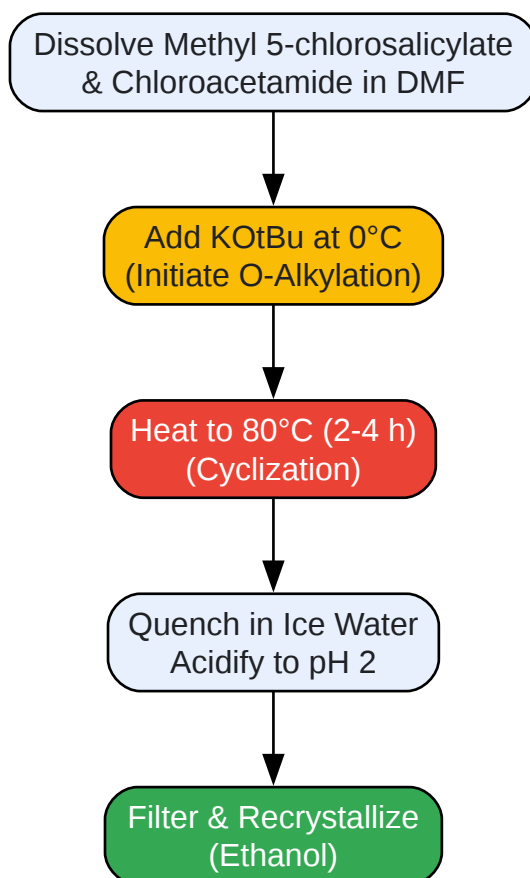 Dissolve Methyl 5-chlorosalicylate
& Chloroacetamide in DMF
Add KOtBu at 0°C
(Initiate O-Alkylation)
Heat to 80°C (2-4 h)
(Cyclization)
Quench in Ice Water
Acidify to pH 2
Filter & Recrystallize
(Ethanol)